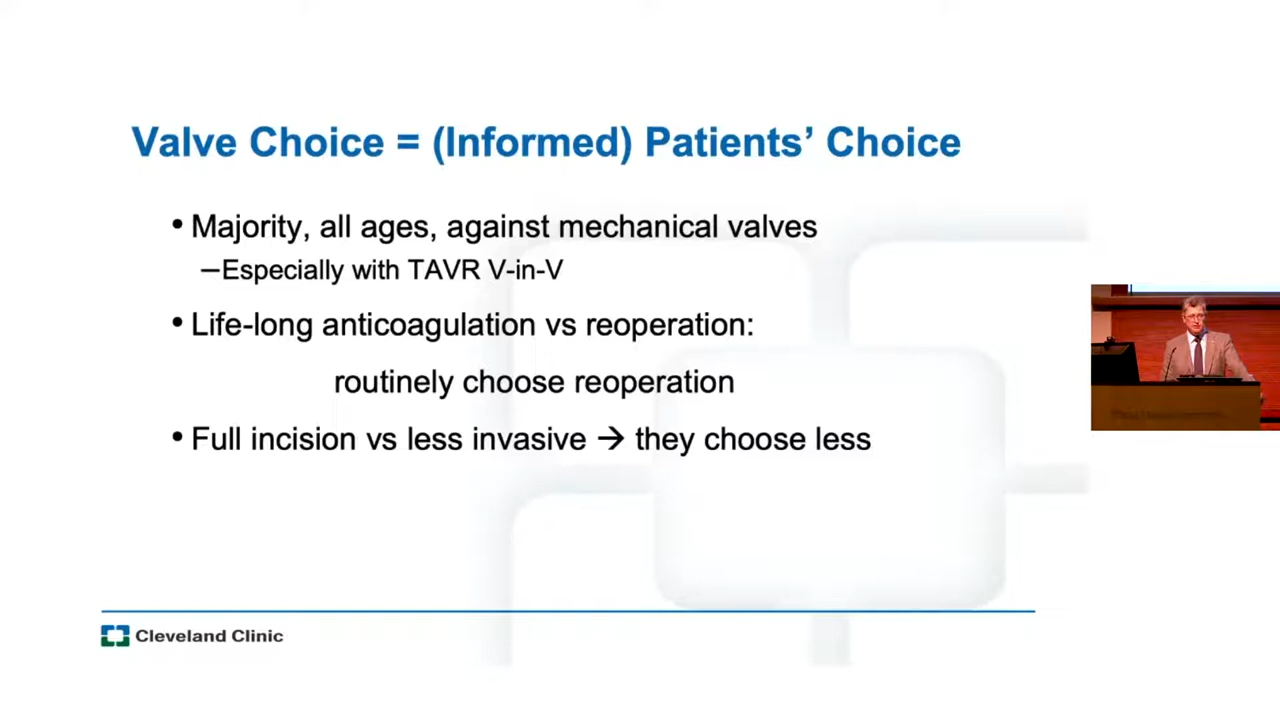 Valve Choice = (Informed) Patients’ Choice
• Majority, all ages, against mechanical valves
–Especially with TAVR V-in-V
• Life-long anticoagulation vs reoperation:
routinely choose reoperation
• Full incision vs less invasive → they choose less
Cleveland Clinic